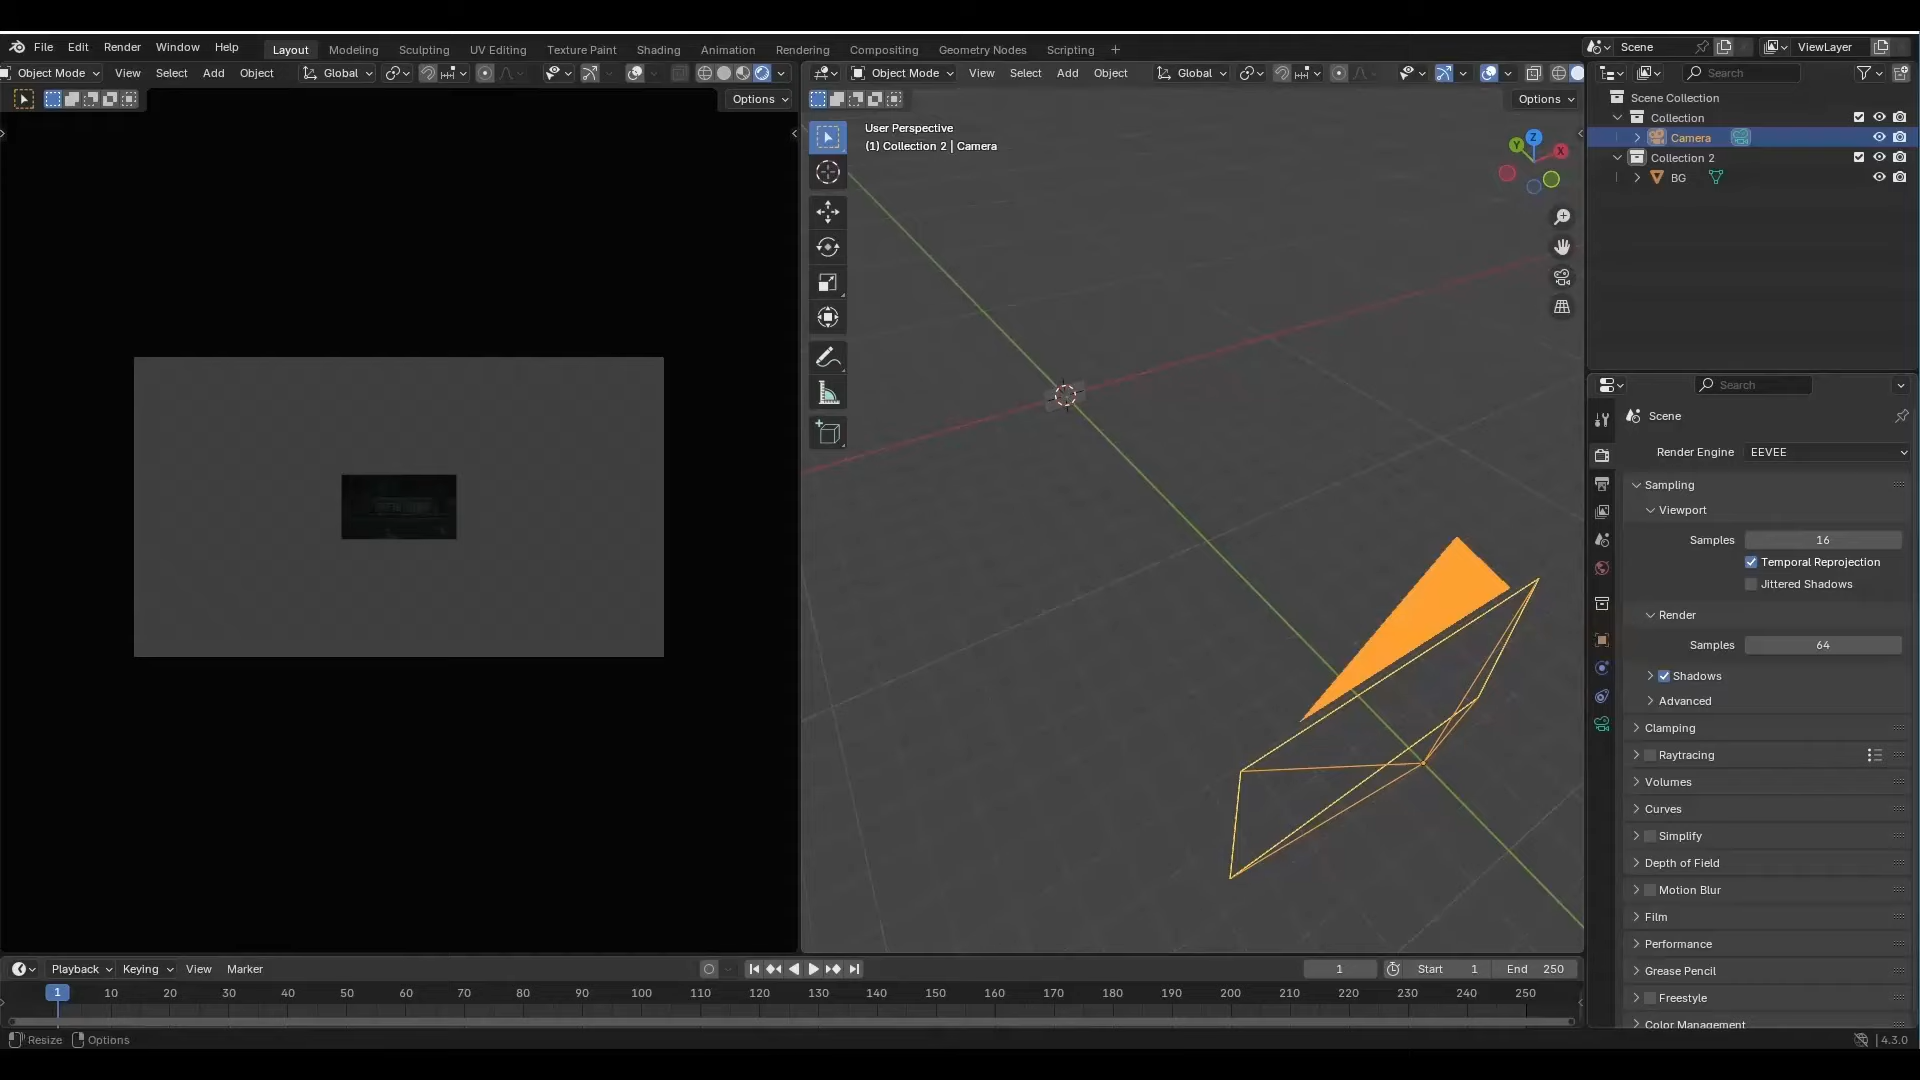 File Edit Render Window Help Layout Modeling Sculpting UV Editing Texture Paint Shading Animation Rendering Compositing Geometry Nodes Scripting + Scene ViewLayer
Object Mode View Select Add Object Global Object Mode View Select Add Object Global Search
Options Options
Scene Collection
Collection
Camera
Collection 2
BG
User Perspective
(1) Collection 2 | Camera
Z
Y
X
Search
Scene
Render Engine EEVEE
Sampling
Viewport
Samples 16
Temporal Reprojection
Jittered Shadows
Render
Samples 64
Shadows
Advanced
Clamping
Raytracing
Volumes
Curves
Simplify
Depth of Field
Motion Blur
Film
Performance
Grease Pencil
Freestyle
Color Management
Playback Keying View Marker 1 Start 1 End 250
1 10 20 30 40 50 60 70 80 90 100 110 120 130 140 150 160 170 180 190 200 210 220 230 240 250
Resize Options 4.3.0